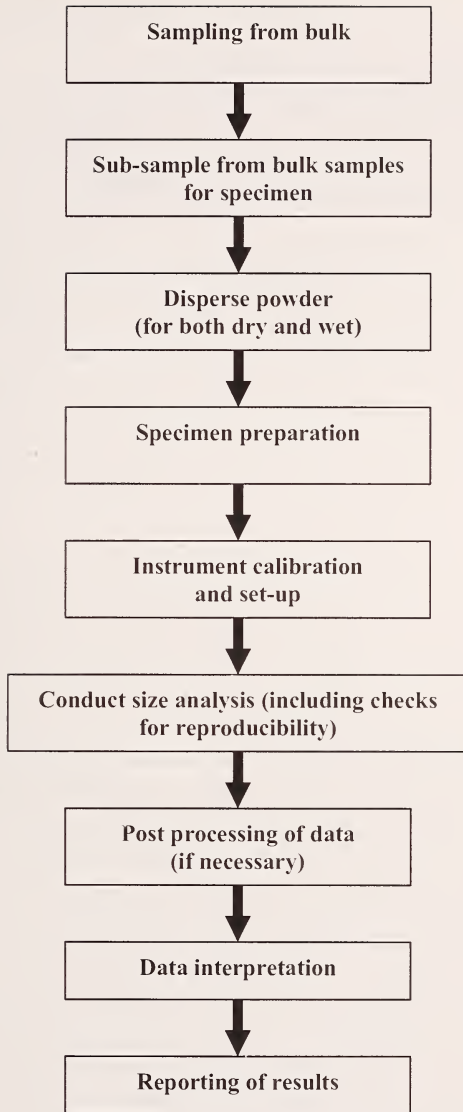 Sampling from bulk
Sub-sample from bulk samples
for specimen
Disperse powder
(for both dry and wet)
Specimen preparation
Instrument calibration
and set-up
Conduct size analysis (including checks
for reproducibility)
Post processing of data
(if necessary)
Data interpretation
Reporting of results